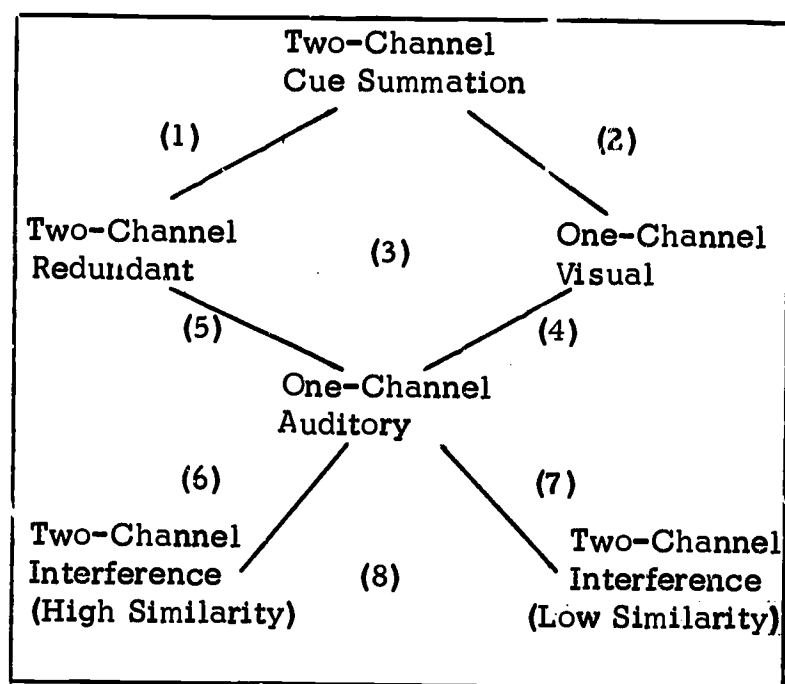 Two-Channel
Cue Summation
(1)
(2)
Two-Channel
Redundant
(3)
One-Channel
Visual
(5)
(4)
One-Channel
Auditory
(6)
(7)
Two-Channel
Interference
(High Similarity)
(8)
Two-Channel
Interference
(Low Similarity)